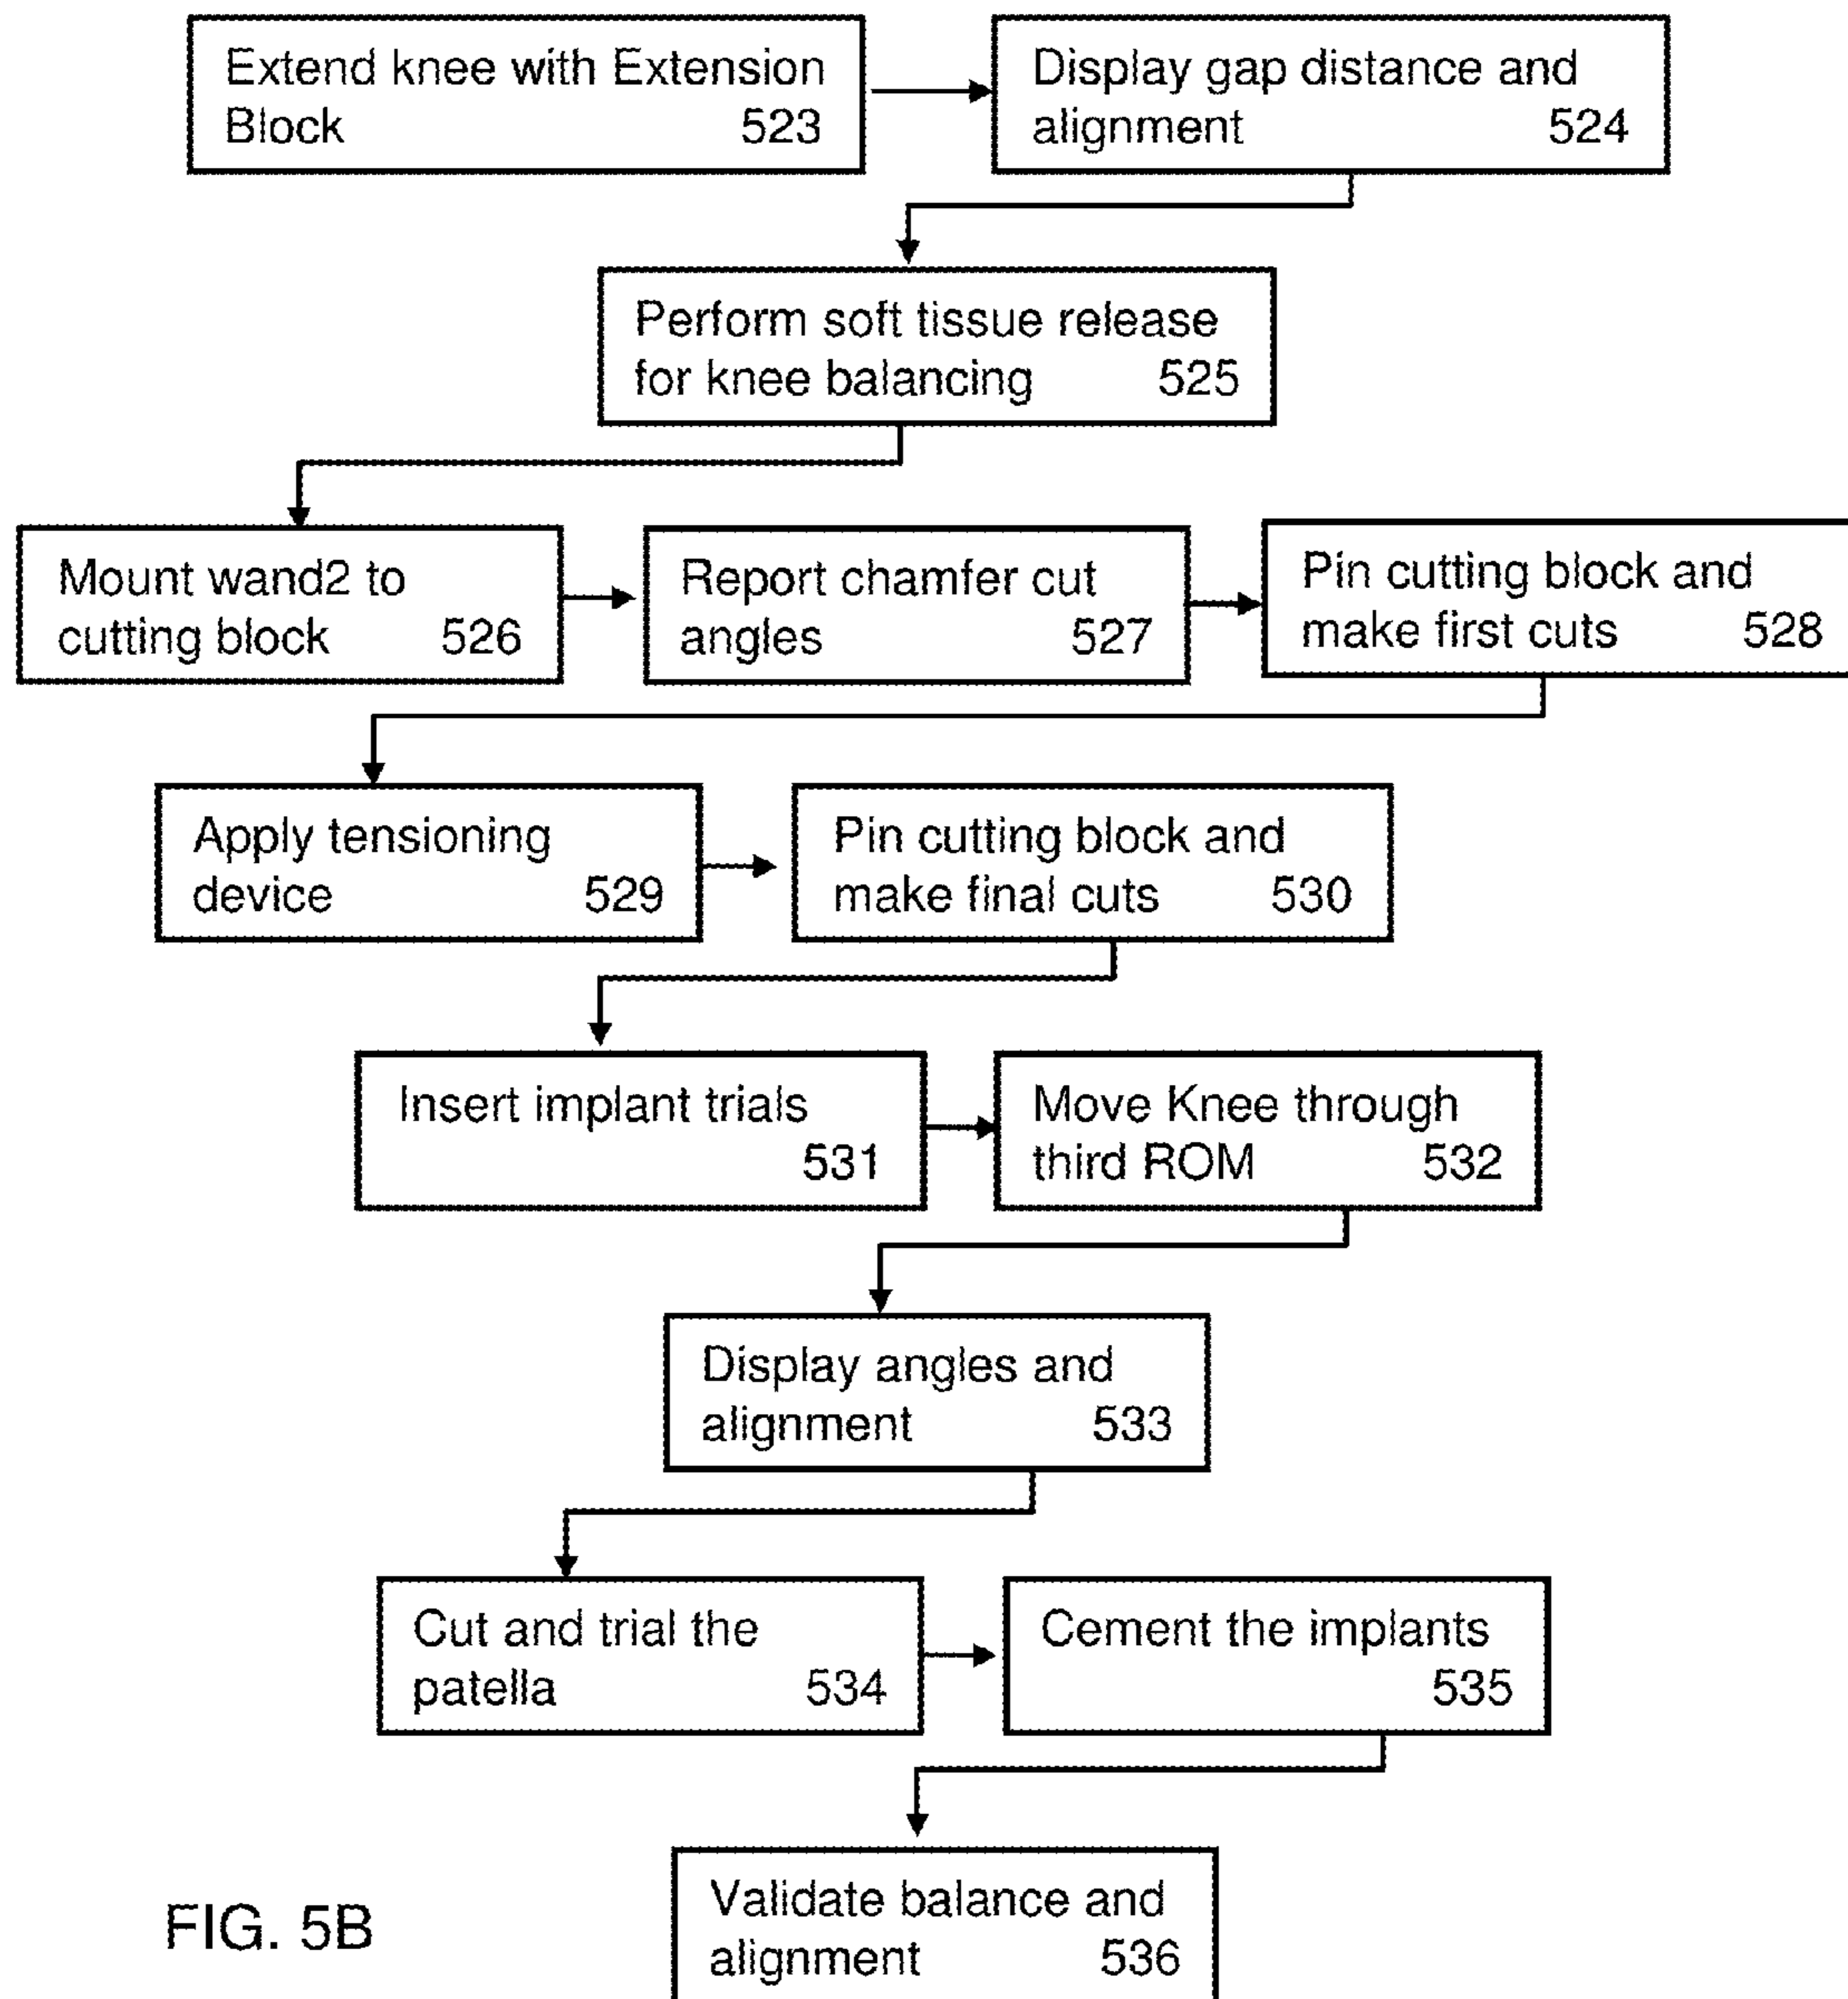 Extend knee with Extension
Block 523
Display gap distance and
alignment 524
Perform soft tissue release
for knee balancing 525
Mount wand2 to
cutting block 526
Report chamfer cut
angles 527
Pin cutting block and
make first cuts 528
Apply tensioning
device 529
Pin cutting block and
make final cuts 530
Insert implant trials
531
Move Knee through
third ROM 532
Display angles and
alignment 533
Cut and trial the
patella 534
Cement the implants
535
Validate balance and
alignment 536
FIG. 5B